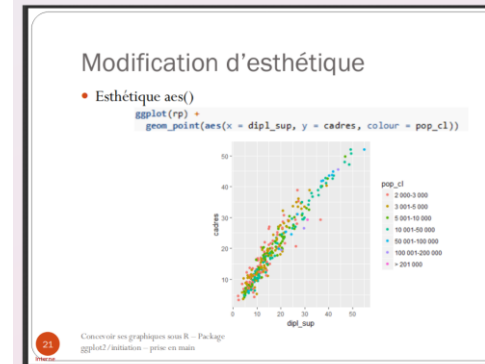 Modification d'esthétique
• Esthétique aes()
ggplot(rp) +
geom_point(aes(x = dipl_sup, y = cadres, colour = pop_cl))
50
40
30
20
10
cadres
0 10 20 30 40 50
dipl_sup
pop_cl
2 000-3 000
3 001-5 000
5 001-10 000
10 001-50 000
50 001-100 000
100 001-200 000
> 201 000
21
Concevoir ses graphiques sous R – Package
ggplot2/initiation – prise en main
Interne